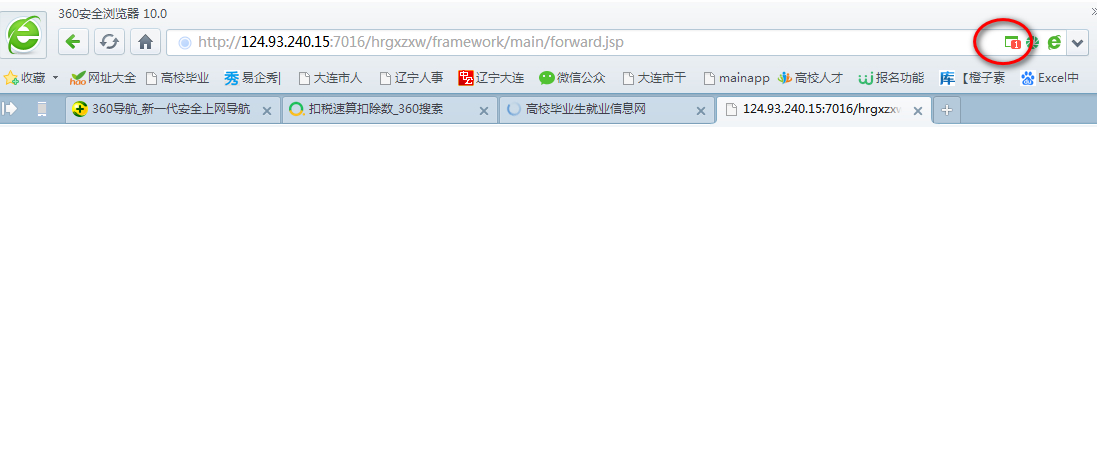 360安全浏览器 10.0
http://124.93.240.15:7016/hrgxzxw/framework/main/forward.jsp
1
收藏 网址大全 高校毕业 秀 易企秀| 大连市人 辽宁人事 辽宁大连 微信公众 大连市干 mainapp 高校人才 报名功能 库 【橙子素 Excel中
360导航_新一代安全上网导航 扣税速算扣除数_360搜索 高校毕业生就业信息网 124.93.240.15:7016/hrgxzxw